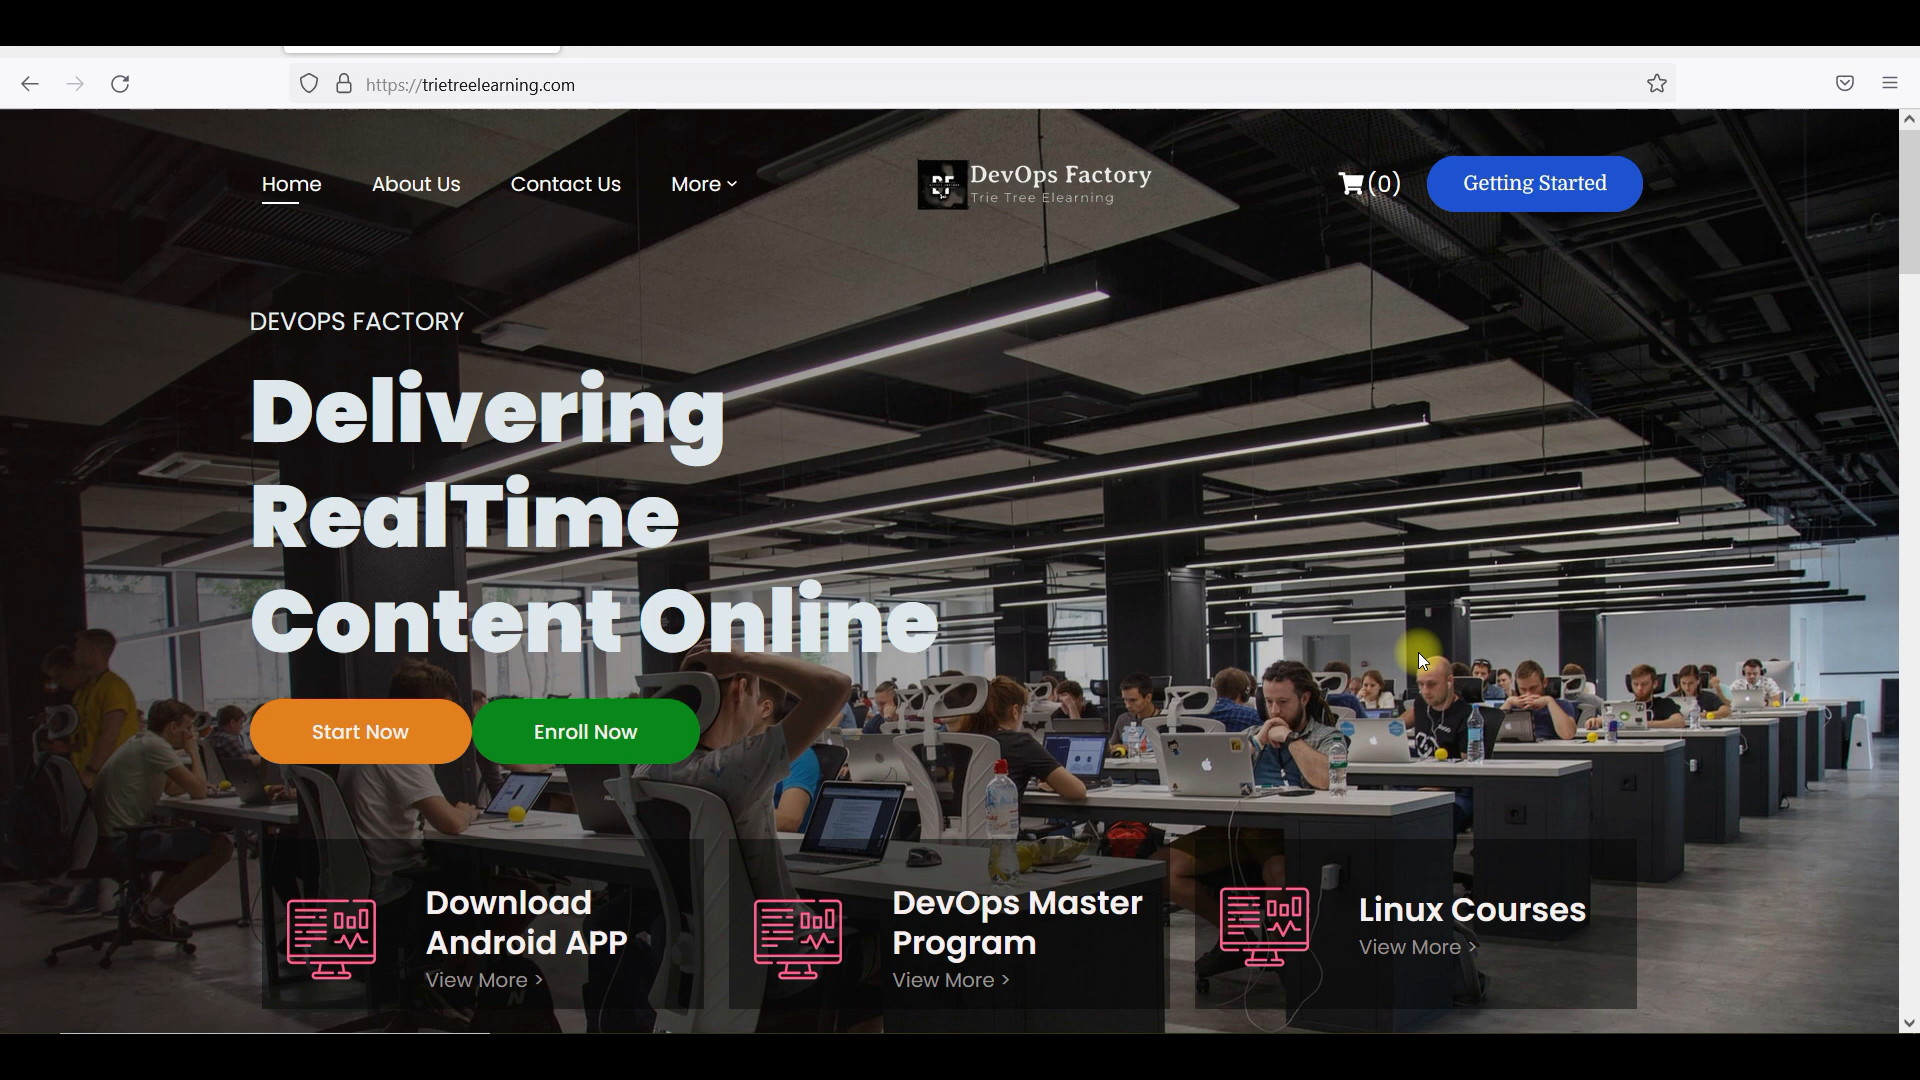 https://trietreelearning.com
Home
About Us
Contact Us
More
DevOps Factory
Trie Tree Elearning
(0)
Getting Started
DEVOPS FACTORY
Delivering
RealTime
Content Online
Start Now
Enroll Now
Download
Android APP
View More >
DevOps Master
Program
View More >
Linux Courses
View More >